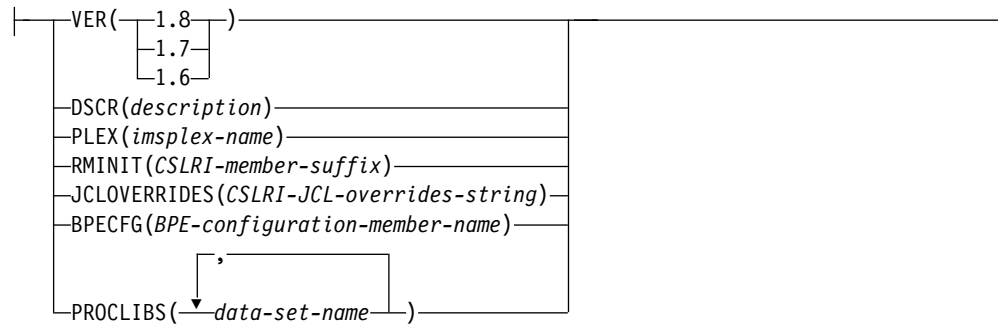 VER( 1.8 )
1.7
1.6
DSCR(description)
PLEX(imsplex-name)
RMINIT(CSLRI-member-suffix)
JCLOVERRIDES(CSLRI-JCL-overrides-string)
BPECFG(BPE-configuration-member-name)
,
PROCLIBS( data-set-name )